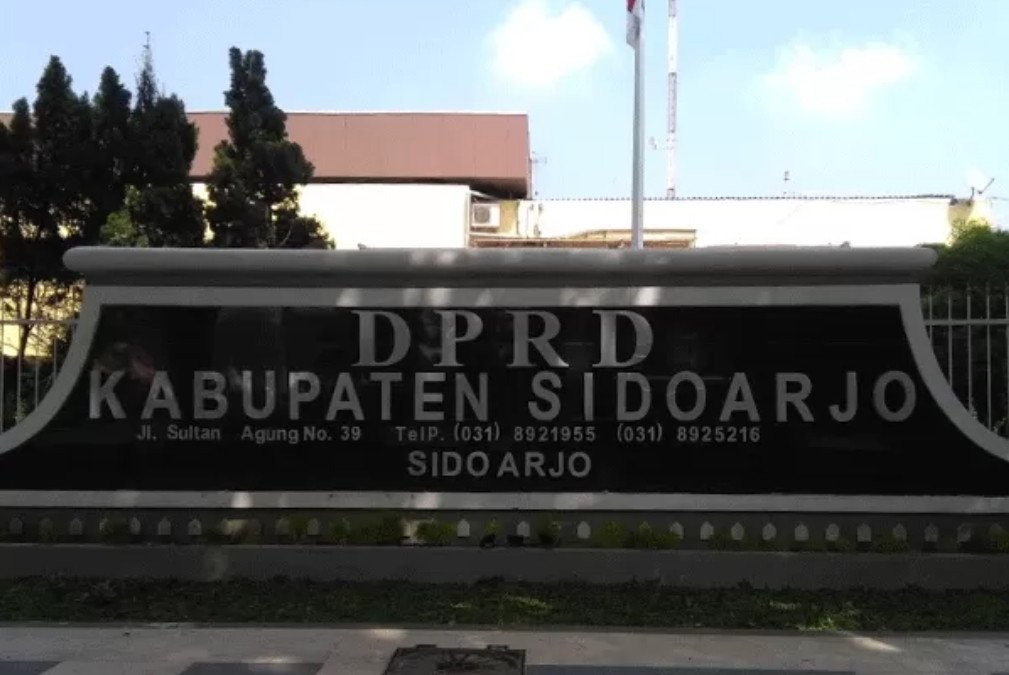 DPRD
KABUPATEN SIDOARJO
Jl. Sultan Agung No. 39 TelP. (031) 8921955 (031) 8925216
SIDOARJO